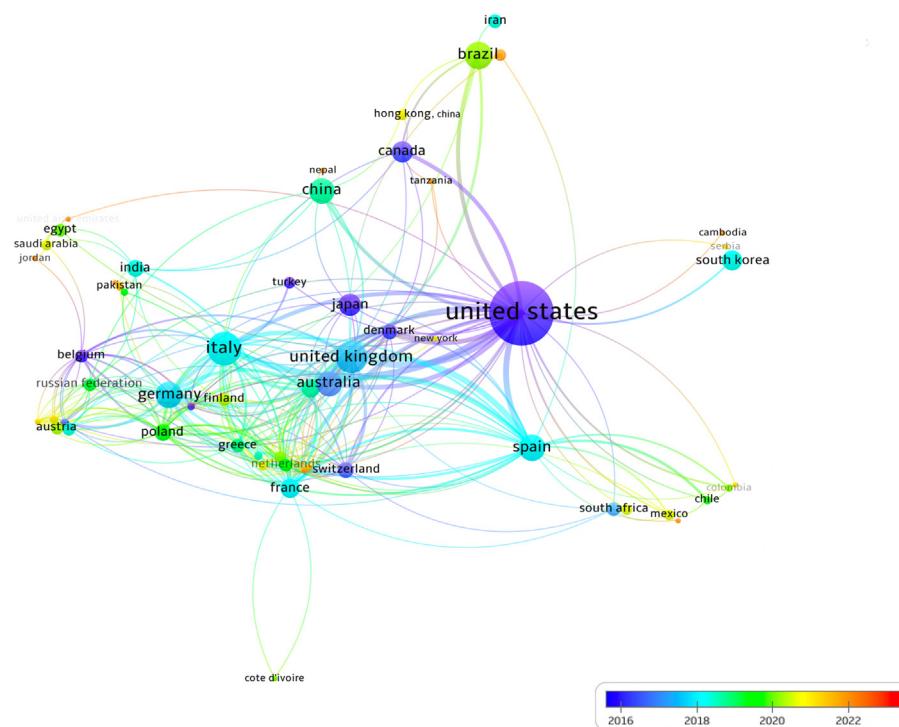 iran
brazil
hong kong, china
canada
nepal
tanzania
china
united arab emirates
egypt
cambodia
saudi arabia
serbia
jordan
south korea
india
turkey
pakistan
japan
united states
denmark
new york
italy
united kingdom
belgium
russian federation
australia
germany
finland
austria
poland
greece
spain
netherlands
switzerland
france
colombia
chile
south africa
mexico
cote d'ivoire
2016 2018 2020 2022